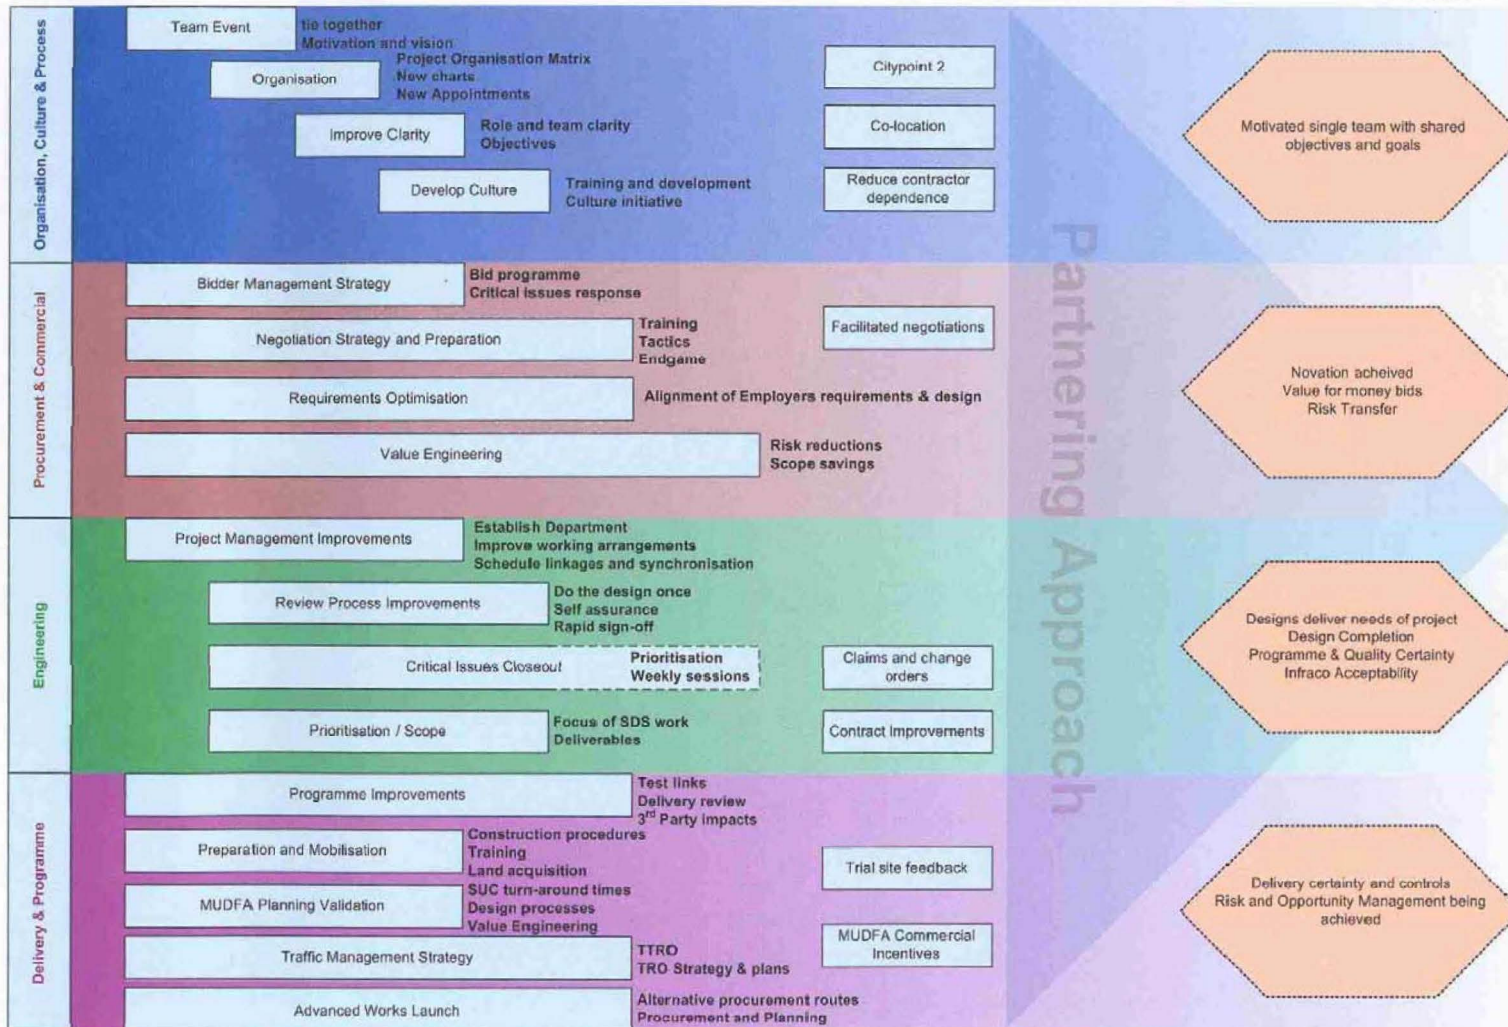 Organisation, Culture & Process
Team Event
tie together
Motivation and vision
Organisation
Project Organisation Matrix
New charts
New Appointments
Improve Clarity
Role and team clarity
Objectives
Develop Culture
Training and development
Culture initiative
Citypoint 2
Co-location
Reduce contractor
dependence
Motivated single team with shared
objectives and goals
Procurement & Commercial
Bidder Management Strategy
Bid programme
Critical issues response
Negotiation Strategy and Preparation
Training
Tactics
Endgame
Facilitated negotiations
Requirements Optimisation
Alignment of Employers requirements & design
Value Engineering
Risk reductions
Scope savings
Novation acheived
Value for money bids
Risk Transfer
Partnering Approach
Engineering
Project Management Improvements
Establish Department
Improve working arrangements
Schedule linkages and synchronisation
Review Process Improvements
Do the design once
Self assurance
Rapid sign-off
Critical Issues Closeout
Prioritisation
Weekly sessions
Claims and change
orders
Prioritisation / Scope
Focus of SDS work
Deliverables
Contract Improvements
Designs deliver needs of project
Design Completion
Programme & Quality Certainty
Infraco Acceptability
Delivery & Programme
Programme Improvements
Test links
Delivery review
3rd Party impacts
Preparation and Mobilisation
Construction procedures
Training
Land acquisition
Trial site feedback
MUDFA Planning Validation
SUC turn-around times
Design processes
Value Engineering
Traffic Management Strategy
TTRO
TRO Strategy & plans
MUDFA Commercial
Incentives
Advanced Works Launch
Alternative procurement routes
Procurement and Planning
Delivery certainty and controls
Risk and Opportunity Management being
achieved